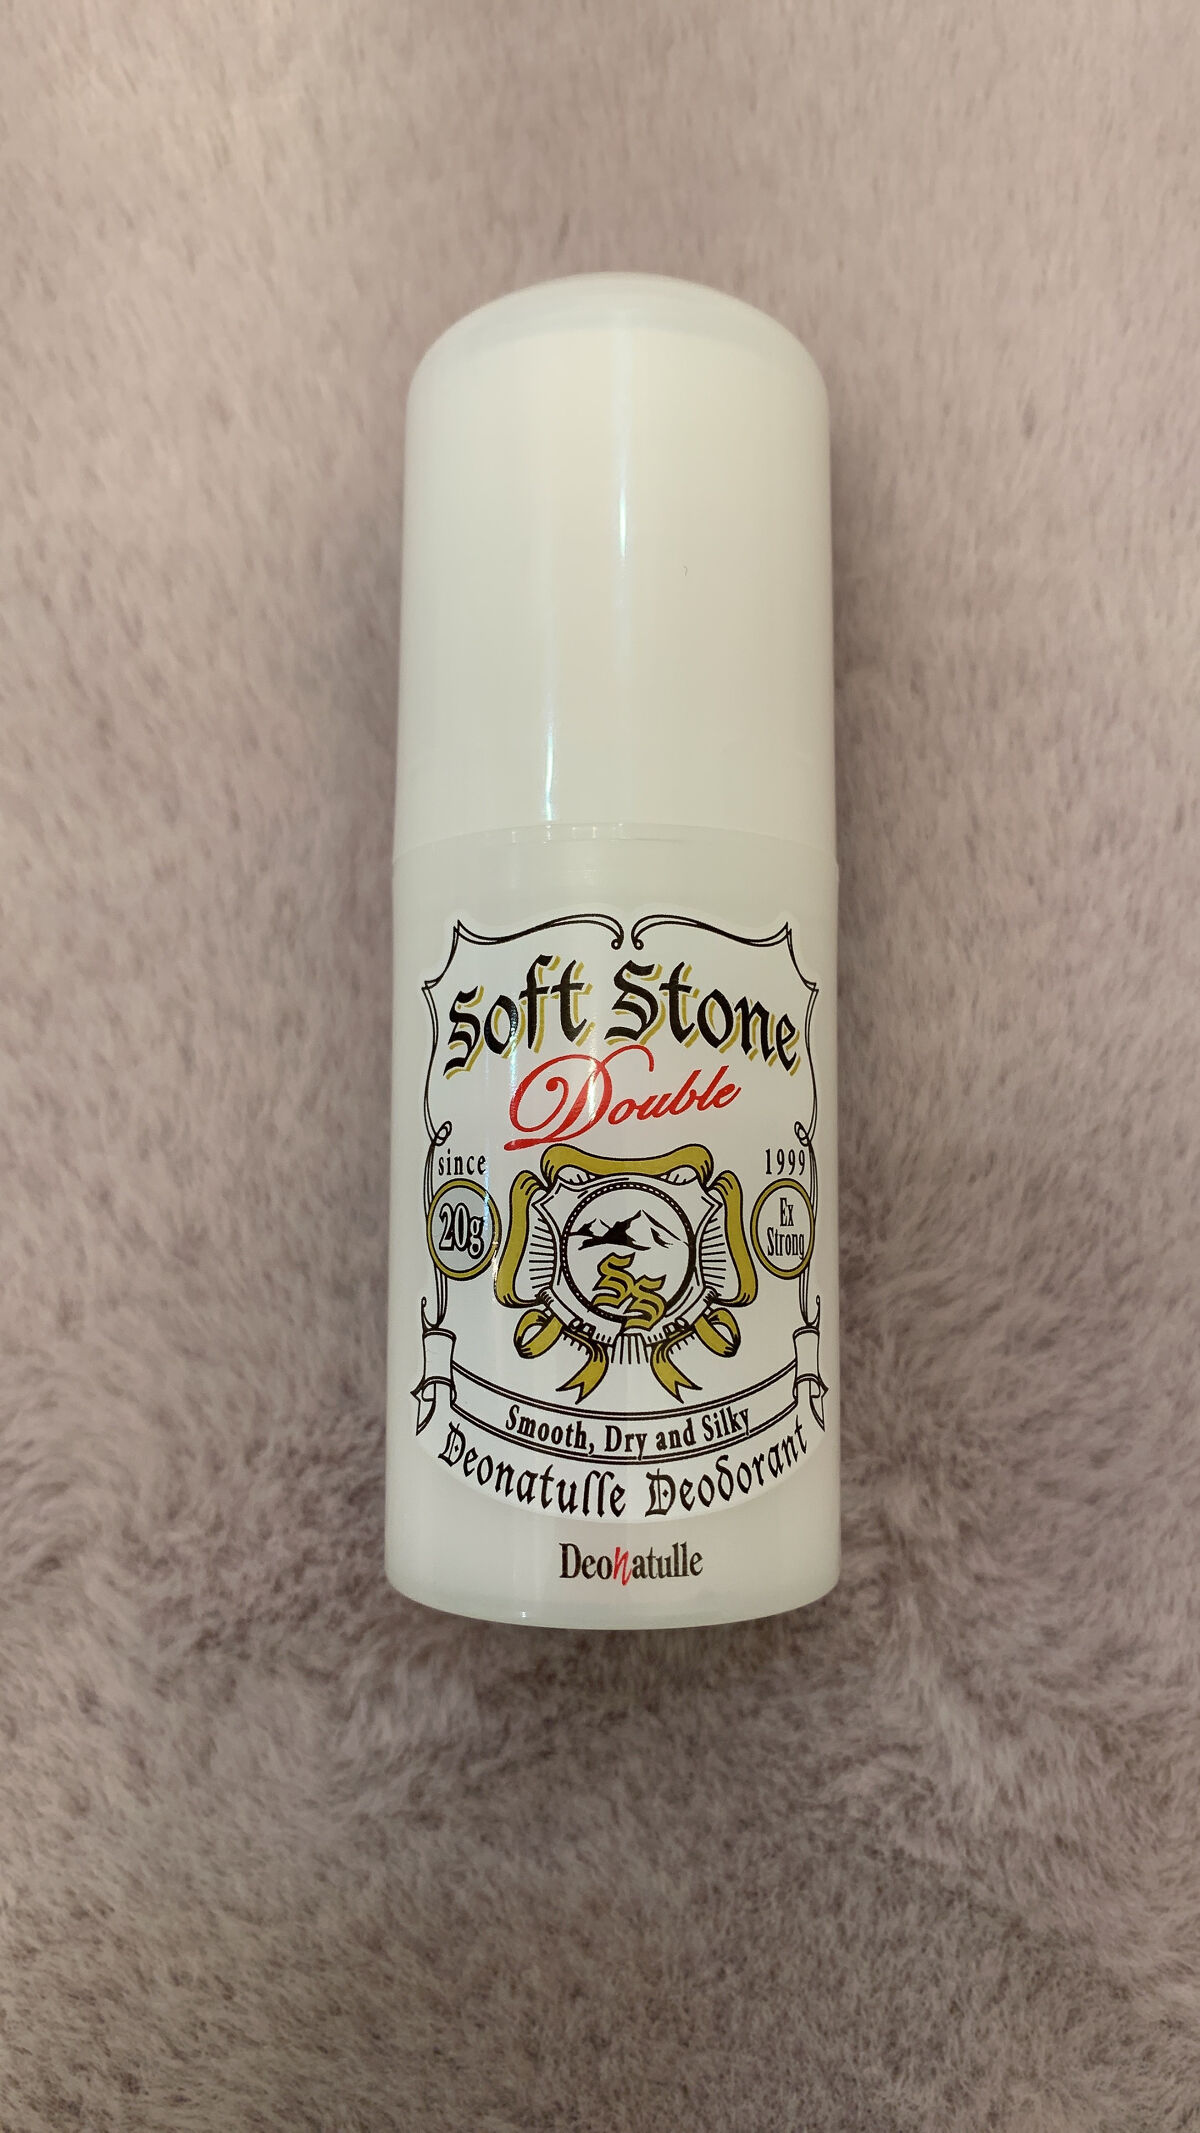 Soft Stone
Double
since 1999
20g
Ex
Strong
SS
Smooth, Dry and Silky
Deonatulle Deodorant
Deonatulle